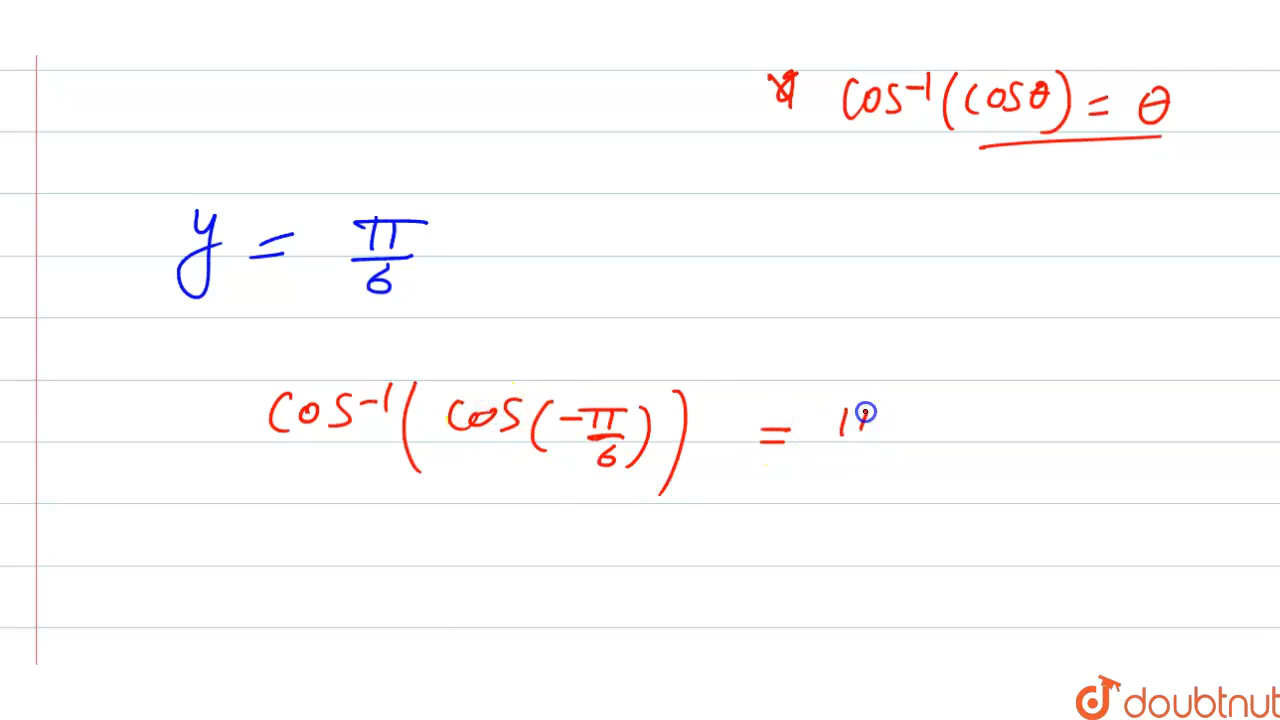 cos⁻¹(cosθ) = θ
y = π/6
cos⁻¹(cos(-π/6)) =
doubtnut